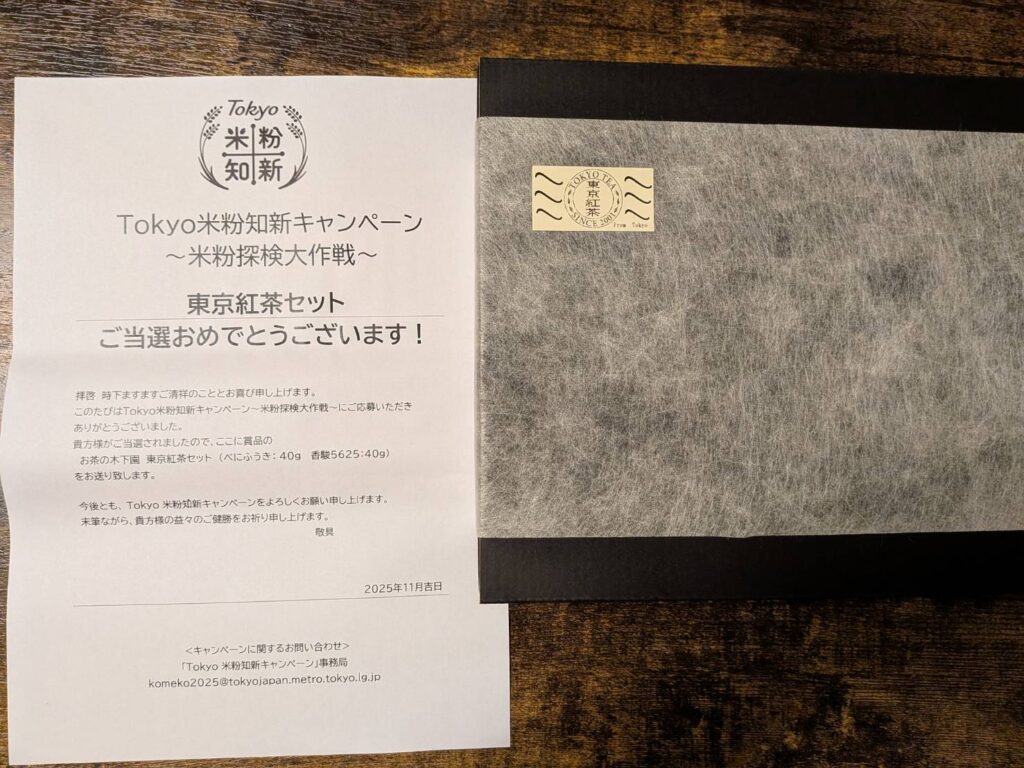 Tokyo
米粉
知新
Tokyo米粉知新キャンペーン
～米粉探検大作戦～
東京紅茶セット
ご当選おめでとうございます！
拝啓 時下ますますご清祥のこととお喜び申し上げます。
このたびはTokyo米粉知新キャンペーン～米粉探検大作戦～にご応募いただき
ありがとうございました。
貴方様がご当選されましたので、ここに賞品の
お茶の木下園 東京紅茶セット（べにふうき：40g 香駿5625：40g）
をお送り致します。
今後とも、Tokyo 米粉知新キャンペーンをよろしくお願い申し上げます。
末筆ながら、貴方様の益々のご健勝をお祈り申し上げます。
敬具
2025年11月吉日
＜キャンペーンに関するお問い合わせ＞
「Tokyo 米粉知新キャンペーン」事務局
komeko2025@tokyojapan.metro.tokyo.lg.jp
TOKYO TEA
東京紅茶
SINCE 2001
from Tokyo